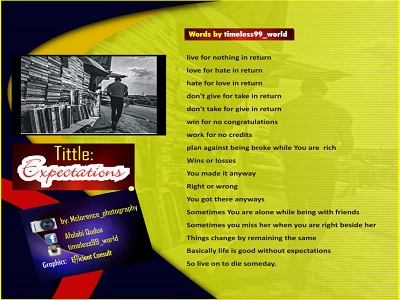 Words by timeless99_world
live for nothing in return
love for hate in return
hate for love in return
don't give for take in return
don't take for give in return
win for no congratulations
work for no credits
plan against being broke while You are rich
Wins or losses
You made it anyway
Right or wrong
You got there anyways
Sometimes You are alone while being with friends
Sometimes you miss her when you are right beside her
Things change by remaining the same
Basically life is good without expectations
So live on to die someday.
Tittle:
Expectations
by: Mclorence_photography
Afolabi Qudus
timeless99_world
Graphics: Efficient Consult